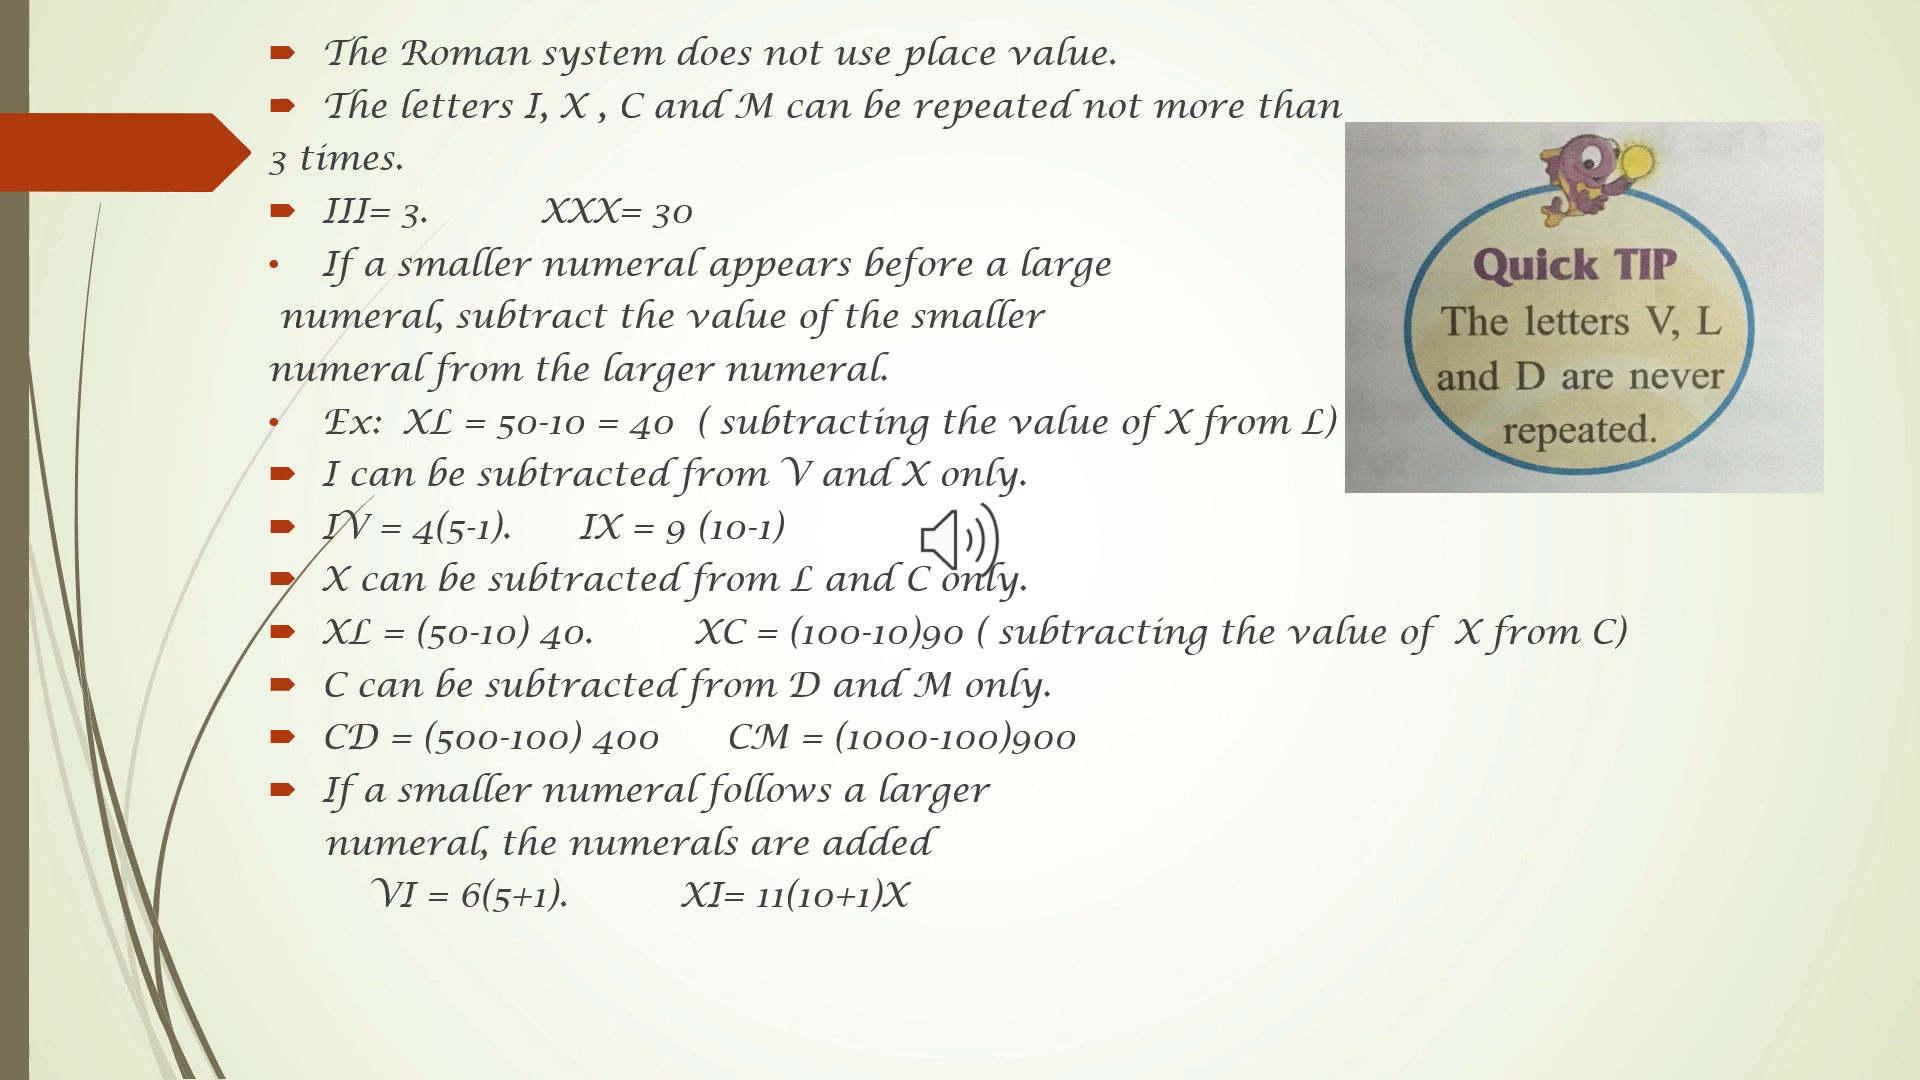 The Roman system does not use place value.
The letters I, X , C and M can be repeated not more than
3 times.
III= 3. XXX= 30
If a smaller numeral appears before a large
numeral, subtract the value of the smaller
numeral from the larger numeral.
Ex: XL = 50-10 = 40 ( subtracting the value of X from L)
I can be subtracted from V and X only.
IV = 4(5-1). IX = 9 (10-1)
X can be subtracted from L and C only.
XL = (50-10) 40. XC = (100-10)90 ( subtracting the value of X from C)
C can be subtracted from D and M only.
CD = (500-100) 400 CM = (1000-100)900
If a smaller numeral follows a larger
numeral, the numerals are added
VI = 6(5+1). XI= 11(10+1)X
Quick TIP
The letters V, L
and D are never
repeated.